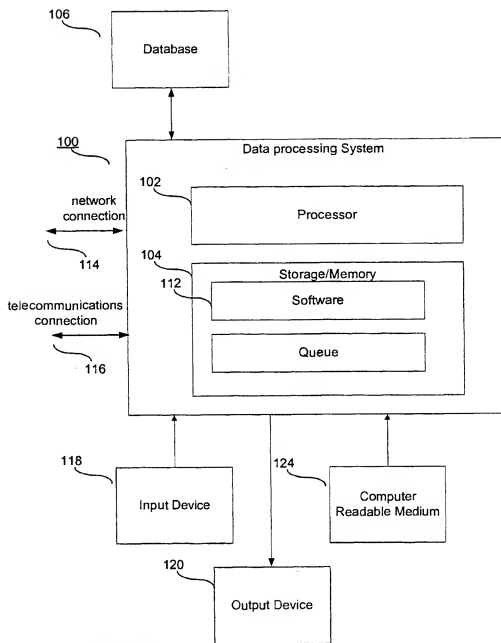 106
Database
100
Data processing System
102
Processor
network
connection
114
104
Storage/Memory
112
Software
telecommunications
connection
Queue
116
118
Input Device
124
Computer
Readable Medium
120
Output Device